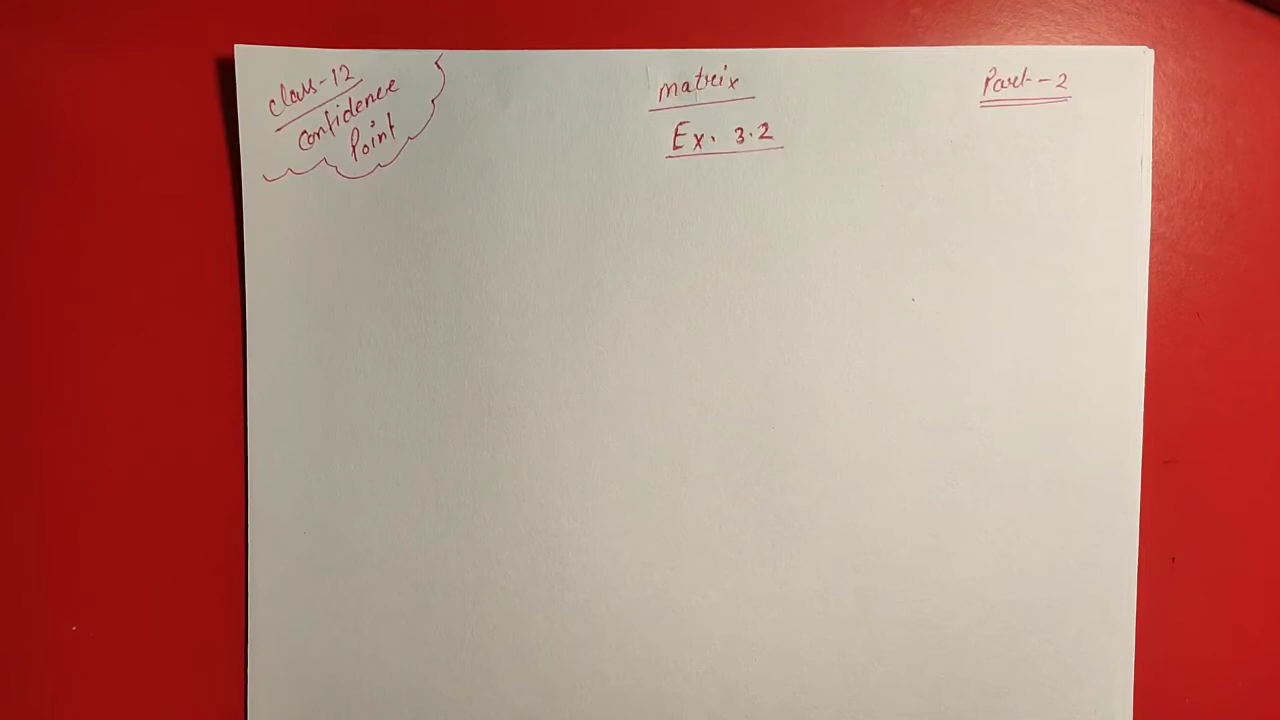 class-12
confidence
Point
matrix
Ex. 3.2
Part-2